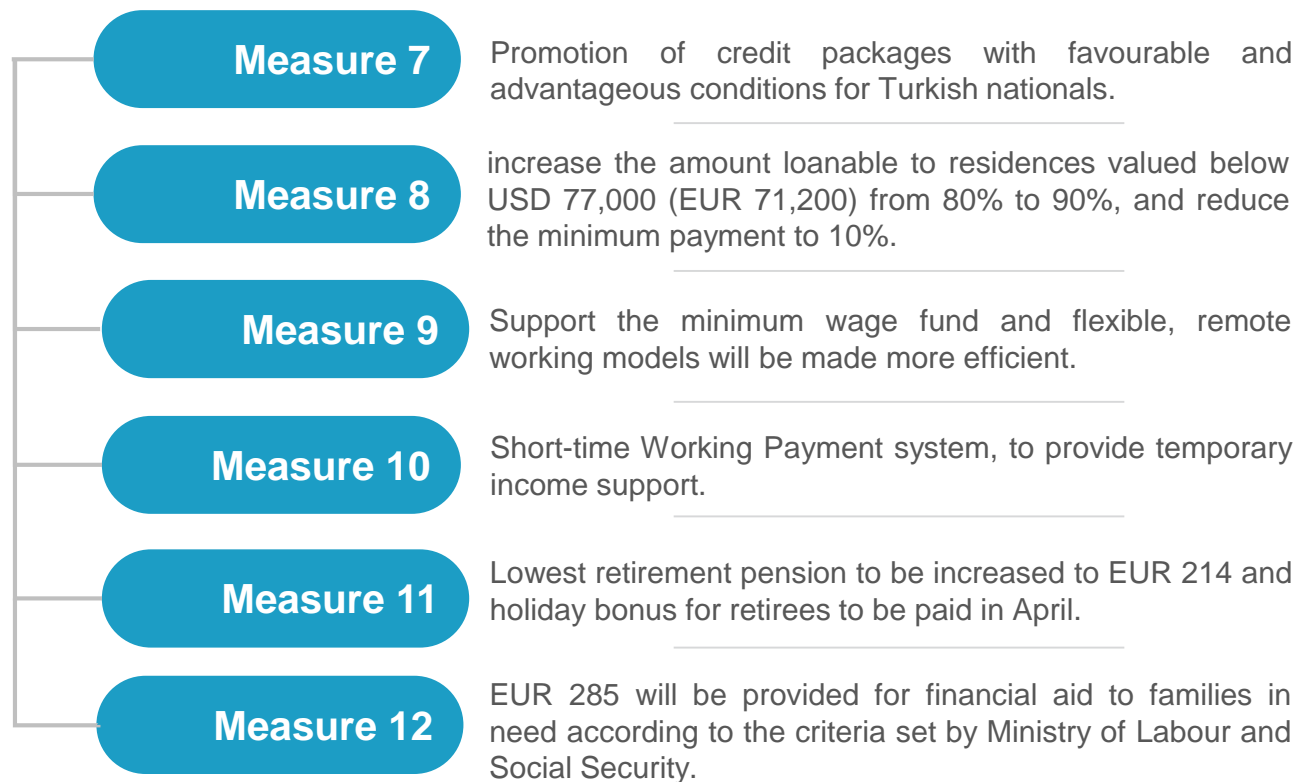 Measure 7
Promotion of credit packages with favourable and
advantageous conditions for Turkish nationals.
Measure 8
increase the amount loanable to residences valued below
USD 77,000 (EUR 71,200) from 80% to 90%, and reduce
the minimum payment to 10%.
Measure 9
Support the minimum wage fund and flexible, remote
working models will be made more efficient.
Measure 10
Short-time Working Payment system, to provide temporary
income support.
Measure 11
Lowest retirement pension to be increased to EUR 214 and
holiday bonus for retirees to be paid in April.
Measure 12
EUR 285 will be provided for financial aid to families in
need according to the criteria set by Ministry of Labour and
Social Security.